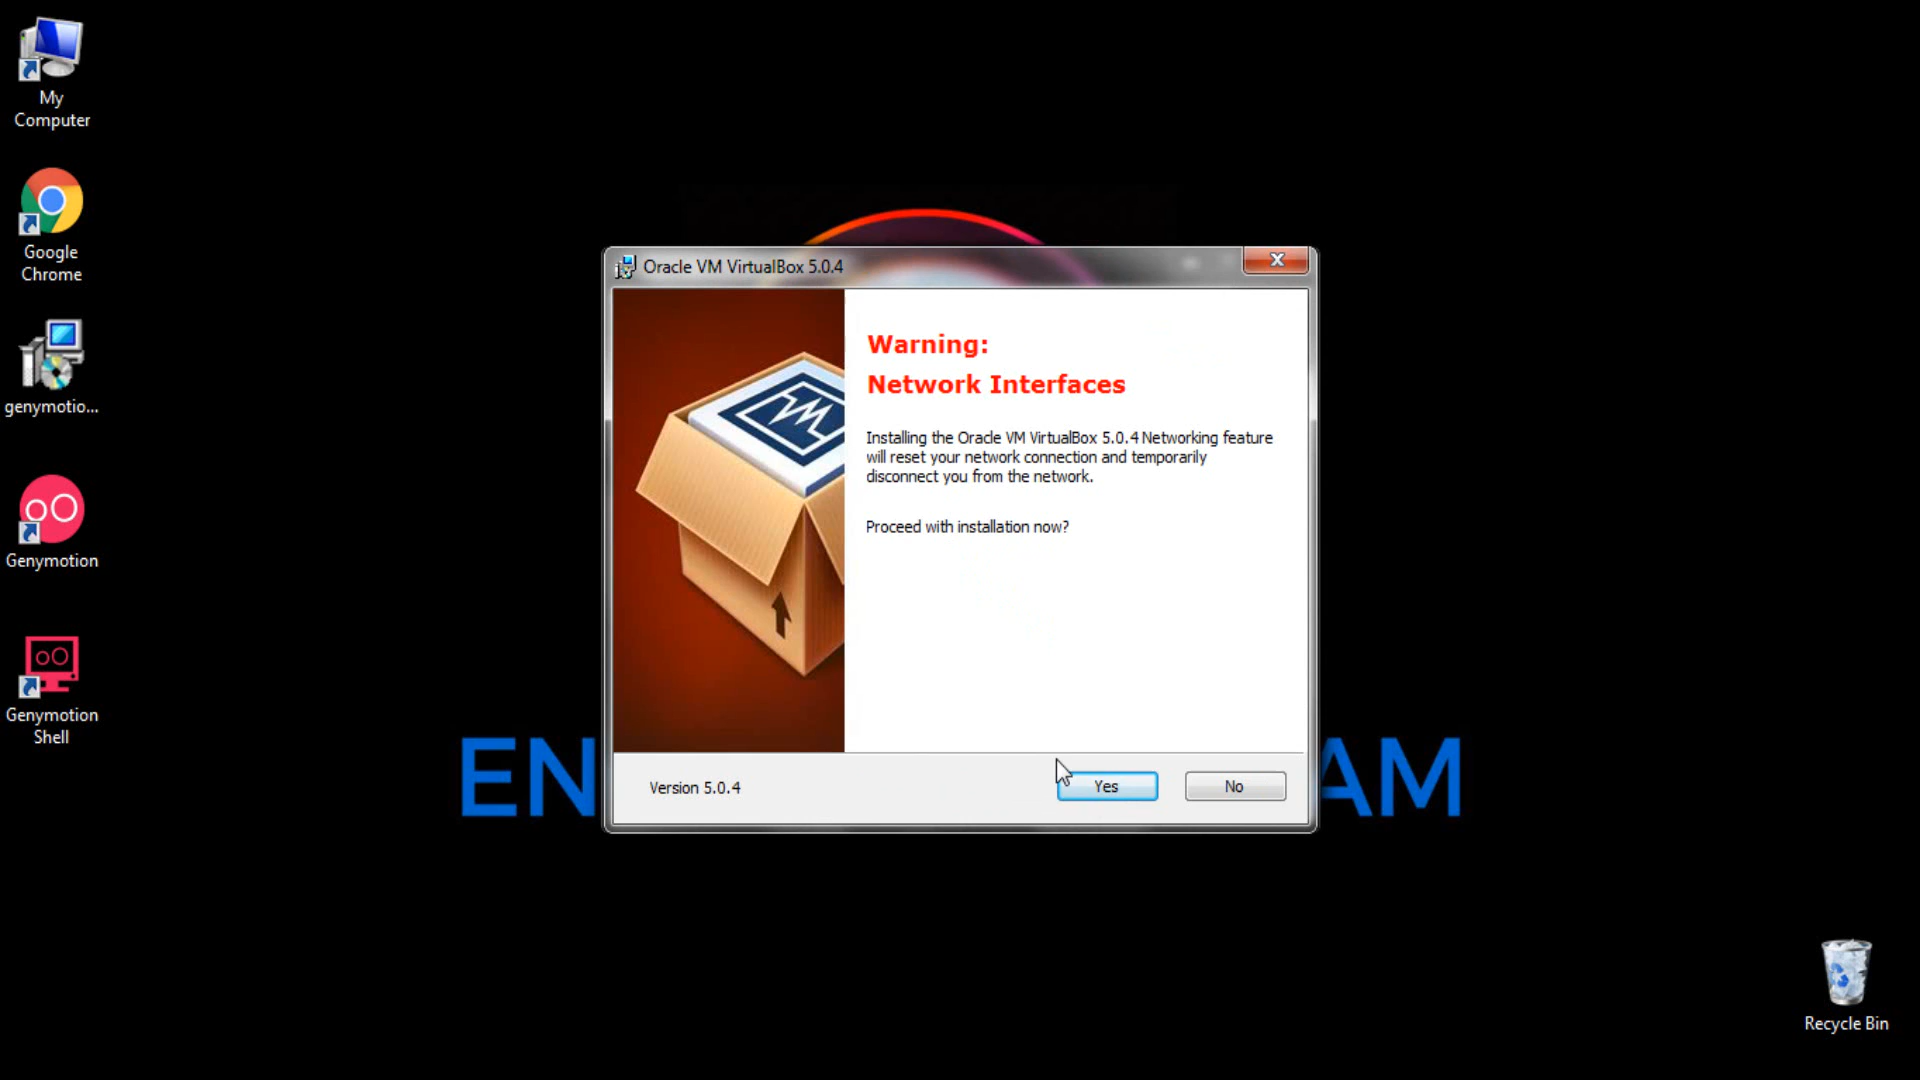 My
Computer
Google
Chrome
genymotio...
Genymotion
Genymotion
Shell
Oracle VM VirtualBox 5.0.4
Warning:
Network Interfaces
Installing the Oracle VM VirtualBox 5.0.4 Networking feature
will reset your network connection and temporarily
disconnect you from the network.
Proceed with installation now?
Version 5.0.4
Yes
No
EN
AM
Recycle Bin